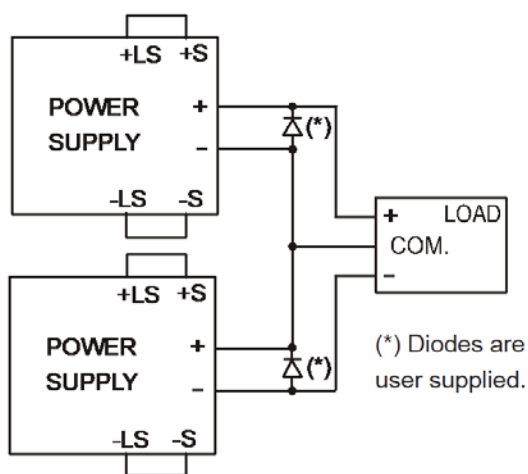 +LS +S
POWER
SUPPLY
+
−
(*)
-LS -S
+ LOAD
COM.
−
+LS +S
POWER
SUPPLY
+
−
(*)
-LS -S
(*) Diodes are
user supplied.